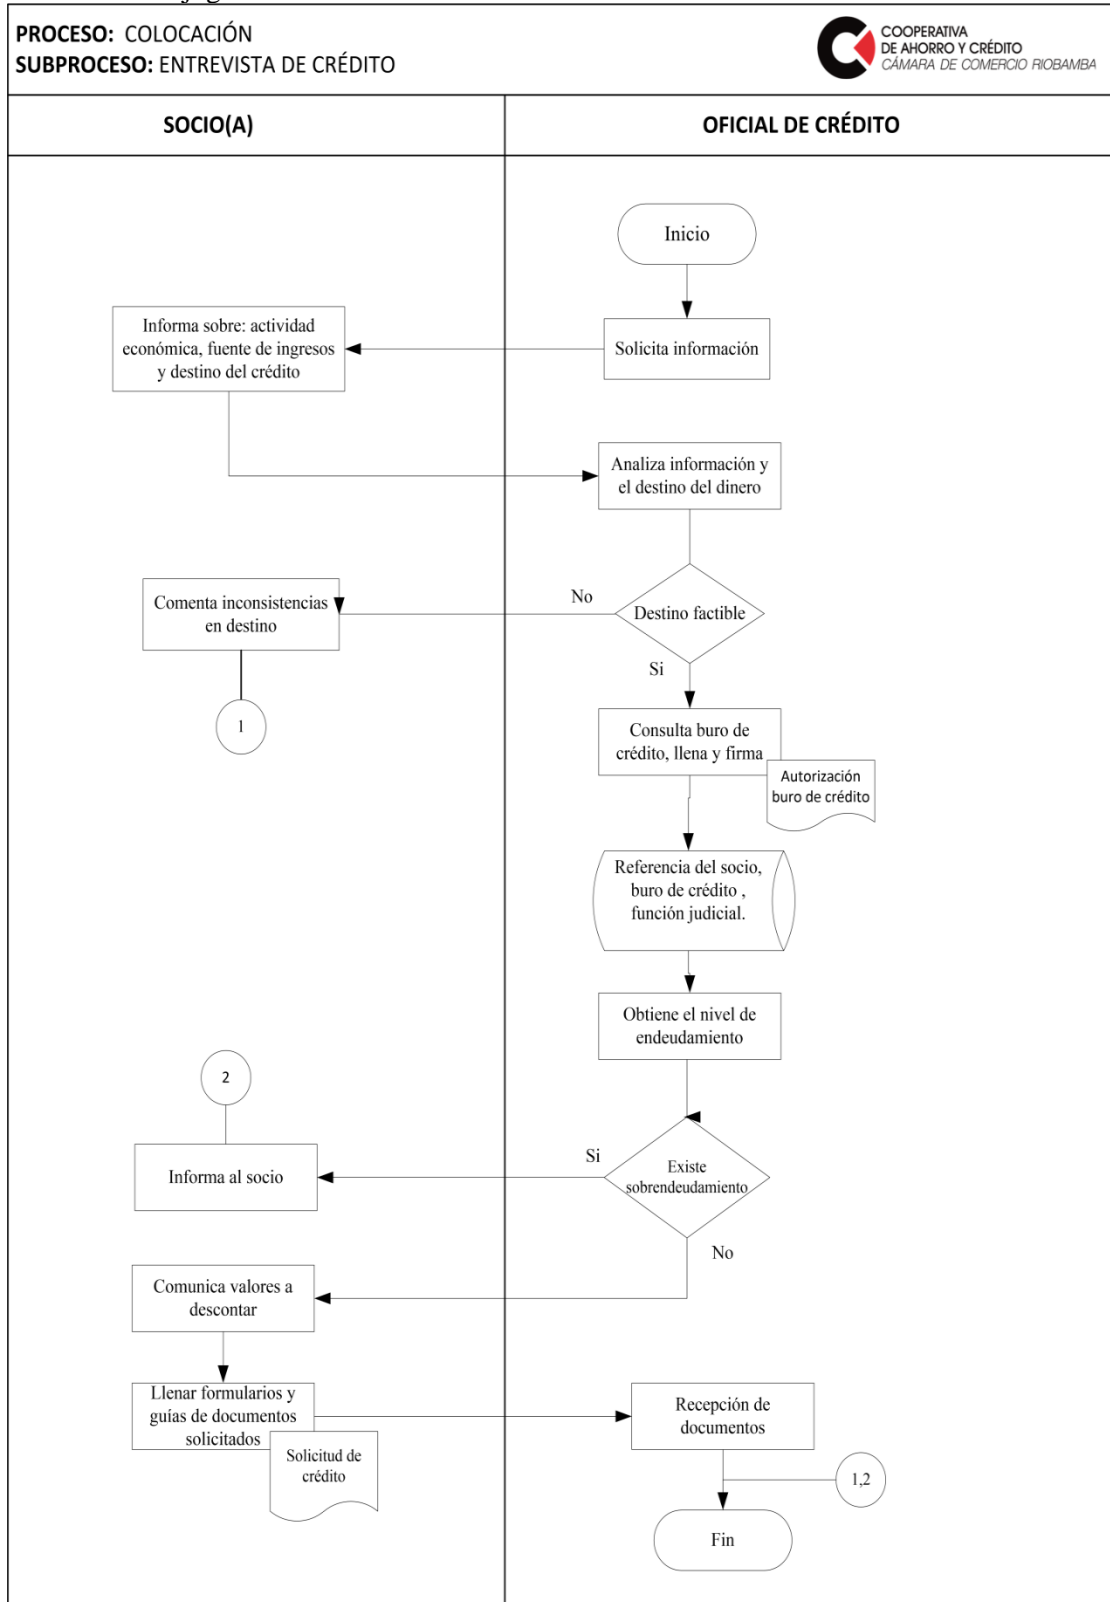 PROCESO: COLOCACIÓN
SUBPROCESO: ENTREVISTA DE CRÉDITO
COOPERATIVA
DE AHORRO Y CRÉDITO
CÁMARA DE COMERCIO RIOBAMBA
SOCIO(A)
OFICIAL DE CRÉDITO
Inicio
Solicita información
Informa sobre: actividad
económica, fuente de ingresos
y destino del crédito
Analiza información y
el destino del dinero
Destino factible
No
Comenta inconsistencias
en destino
1
Si
Consulta buro de
crédito, llena y firma
Autorización
buro de crédito
Referencia del socio,
buro de crédito ,
función judicial.
Obtiene el nivel de
endeudamiento
2
Existe
sobrendeudamiento
Si
Informa al socio
No
Comunica valores a
descontar
Llenar formularios y
guías de documentos
solicitados
Solicitud de
crédito
Recepción de
documentos
1,2
Fin